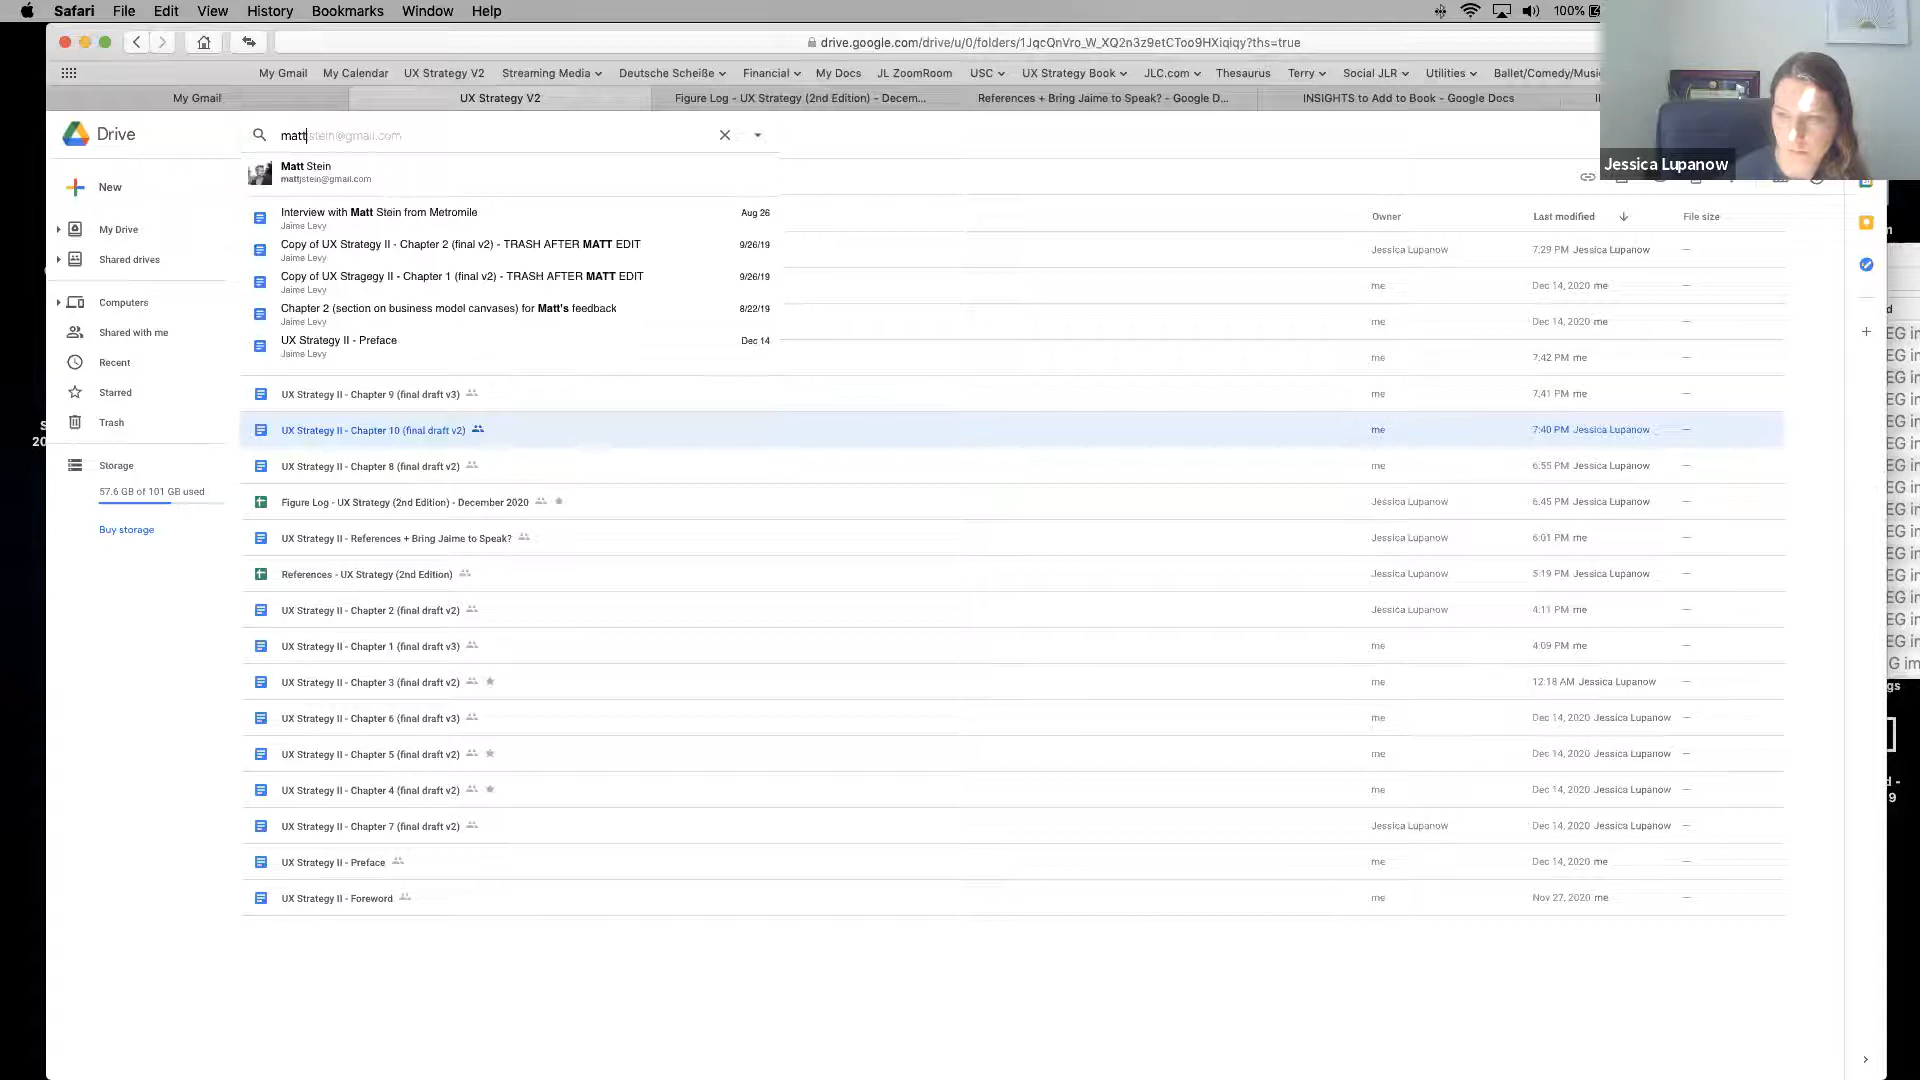 Safari File Edit View History Bookmarks Window Help
100%
drive.google.com/drive/u/0/folders/1JqcQnVro_W_XQ2n3z9etCToo9HXiqiqy?ths=true
My Gmail My Calendar UX Strategy V2 Streaming Media Deutsche Scheiße Financial My Docs JL ZoomRoom USC UX Strategy Book JLC.com Thesaurus Terry Social JLR Utilities Ballet/Comedy/Musi
My Gmail UX Strategy V2 Figure Log - UX Strategy (2nd Edition) - Decem... References + Bring Jaime to Speak? - Google D... INSIGHTS to Add to Book - Google Docs
Drive
mattjstein@gmail.com
Jessica Lupanow
Matt Stein
mattjstein@gmail.com
New
My Drive
Shared drives
Computers
Shared with me
Recent
Starred
Trash
Storage
57.6 GB of 101 GB used
Buy storage
Interview with Matt Stein from Metromile Aug 26
Jaime Levy
Copy of UX Strategy II - Chapter 2 (final v2) - TRASH AFTER MATT EDIT 9/26/19
Jaime Levy
Copy of UX Stragegy II - Chapter 1 (final v2) - TRASH AFTER MATT EDIT 9/26/19
Jaime Levy
Chapter 2 (section on business model canvases) for Matt's feedback 8/22/19
Jaime Levy
UX Strategy II - Preface Dec 14
Jaime Levy
Owner Last modified File size
Jessica Lupanow 7:29 PM Jessica Lupanow —
me Dec 14, 2020 me —
me Dec 14, 2020 me —
me 7:42 PM me —
UX Strategy II - Chapter 9 (final draft v3) me 7:41 PM me —
UX Strategy II - Chapter 10 (final draft v2) me 7:40 PM Jessica Lupanow —
UX Strategy II - Chapter 8 (final draft v2) me 6:55 PM Jessica Lupanow —
Figure Log - UX Strategy (2nd Edition) - December 2020 Jessica Lupanow 6:45 PM Jessica Lupanow —
UX Strategy II - References + Bring Jaime to Speak? Jessica Lupanow 6:01 PM me —
References - UX Strategy (2nd Edition) Jessica Lupanow 5:19 PM Jessica Lupanow —
UX Strategy II - Chapter 2 (final draft v2) Jessica Lupanow 4:11 PM me —
UX Strategy II - Chapter 1 (final draft v3) me 4:09 PM me —
UX Strategy II - Chapter 3 (final draft v2) me 12:18 AM Jessica Lupanow —
UX Strategy II - Chapter 6 (final draft v3) me Dec 14, 2020 Jessica Lupanow —
UX Strategy II - Chapter 5 (final draft v2) me Dec 14, 2020 Jessica Lupanow —
UX Strategy II - Chapter 4 (final draft v2) me Dec 14, 2020 Jessica Lupanow —
UX Strategy II - Chapter 7 (final draft v2) Jessica Lupanow Dec 14, 2020 Jessica Lupanow —
UX Strategy II - Preface me Dec 14, 2020 me —
UX Strategy II - Foreword me Nov 27, 2020 me —